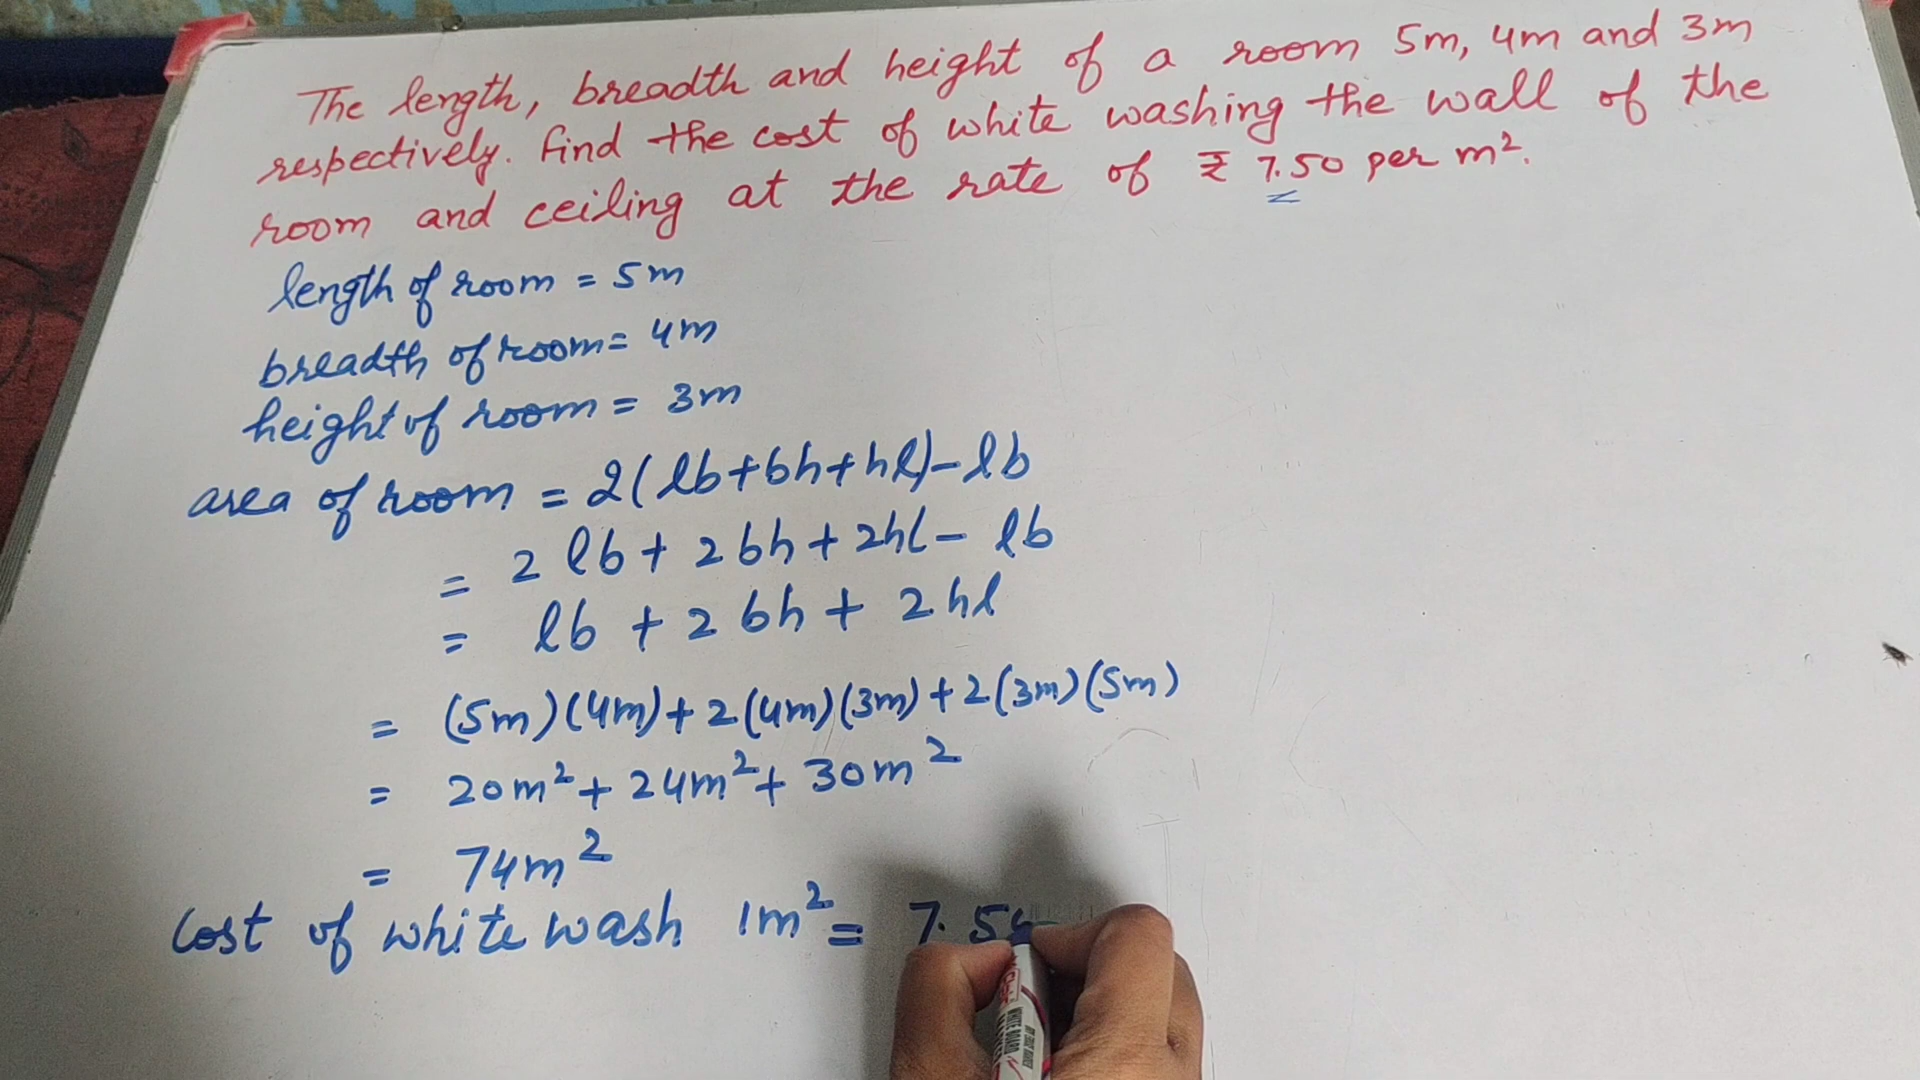 The length, breadth and height of a room 5m, 4m and 3m
respectively. find the cost of white washing the wall of the
room and ceiling at the rate of ₹ 7.50 per m².
length of room = 5m
breadth of room = 4m
height of room = 3m
area of room = 2(lb+bh+hl)-lb
= 2lb + 2bh + 2hl - lb
= lb + 2bh + 2hl
= (5m)(4m)+2(4m)(3m)+2(3m)(5m)
= 20m² + 24m² + 30m²
= 74m²
Cost of white wash 1m² = 7.5
WHITE BOARD